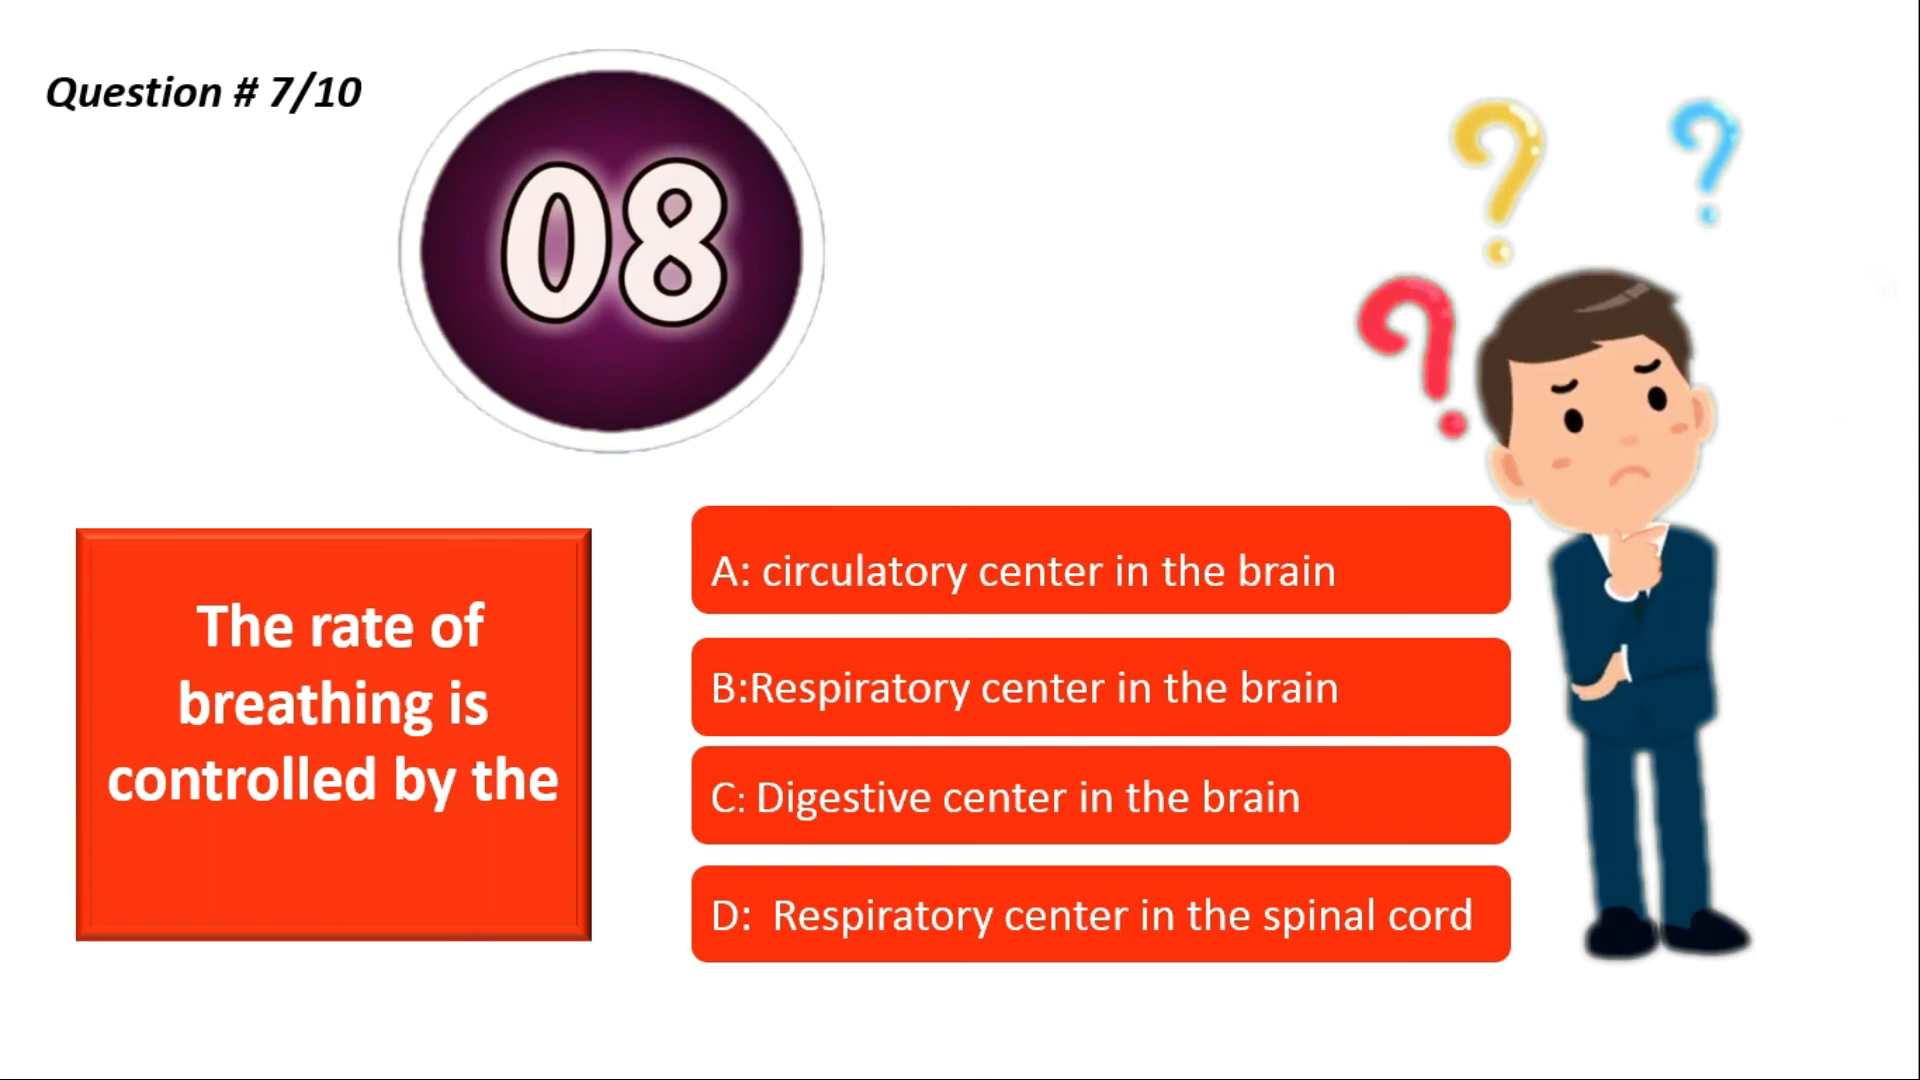 Question # 7/10
08
The rate of
breathing is
controlled by the
A: circulatory center in the brain
B:Respiratory center in the brain
C: Digestive center in the brain
D:  Respiratory center in the spinal cord